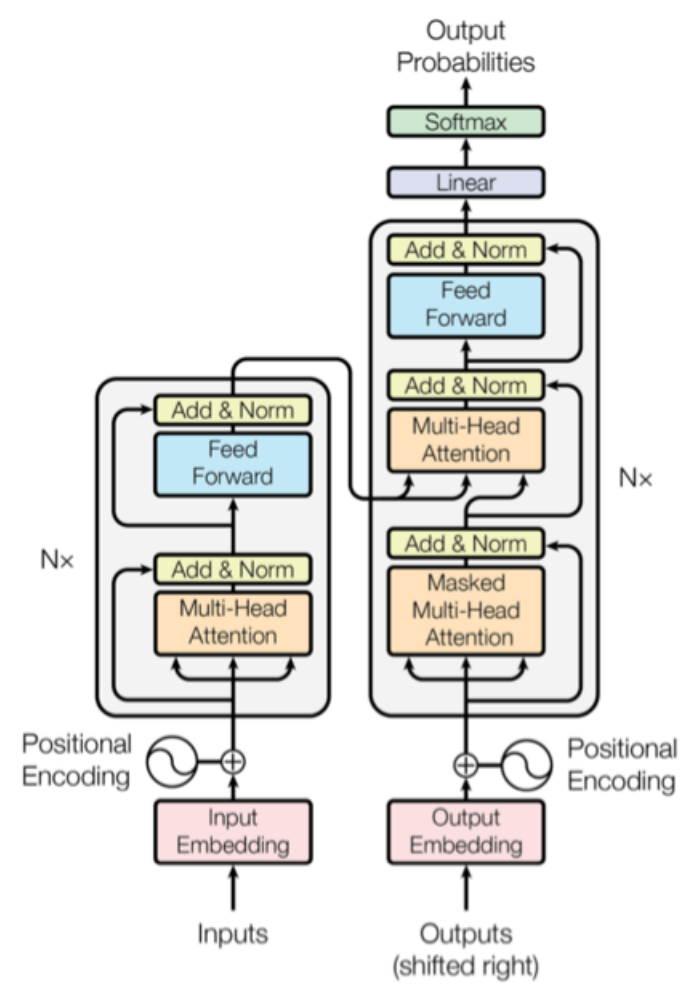 Output
Probabilities
Softmax
Linear
Add & Norm
Feed
Forward
Add & Norm
Multi-Head
Attention
Nx
Add & Norm
Masked
Multi-Head
Attention
Add & Norm
Feed
Forward
Nx
Add & Norm
Multi-Head
Attention
Positional
Encoding
Positional
Encoding
Input
Embedding
Output
Embedding
Inputs
Outputs
(shifted right)